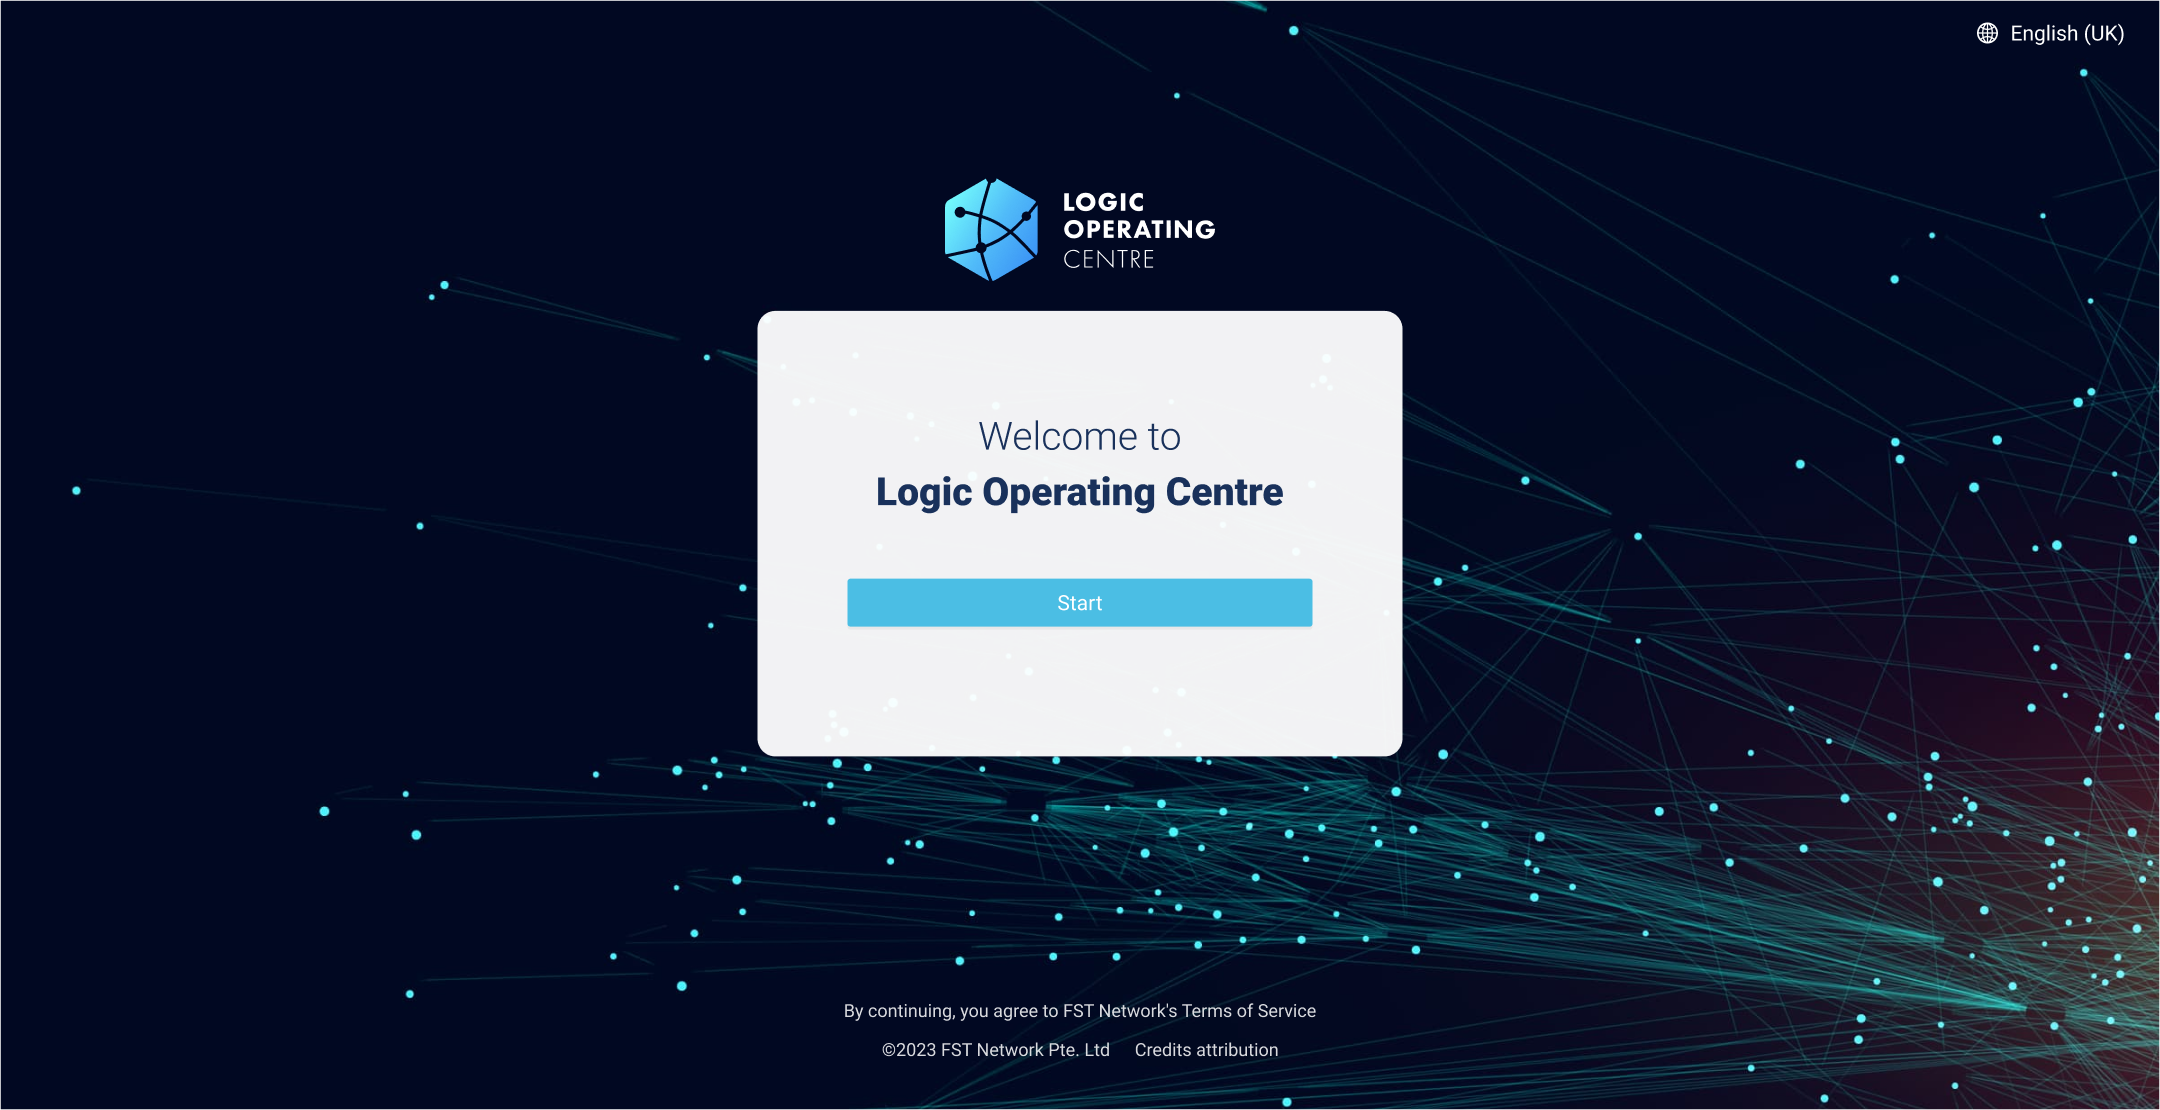 English (UK)
LOGIC
OPERATING
CENTRE
Welcome to
Logic Operating Centre
Start
By continuing, you agree to FST Network's Terms of Service
©2023 FST Network Pte. Ltd Credits attribution